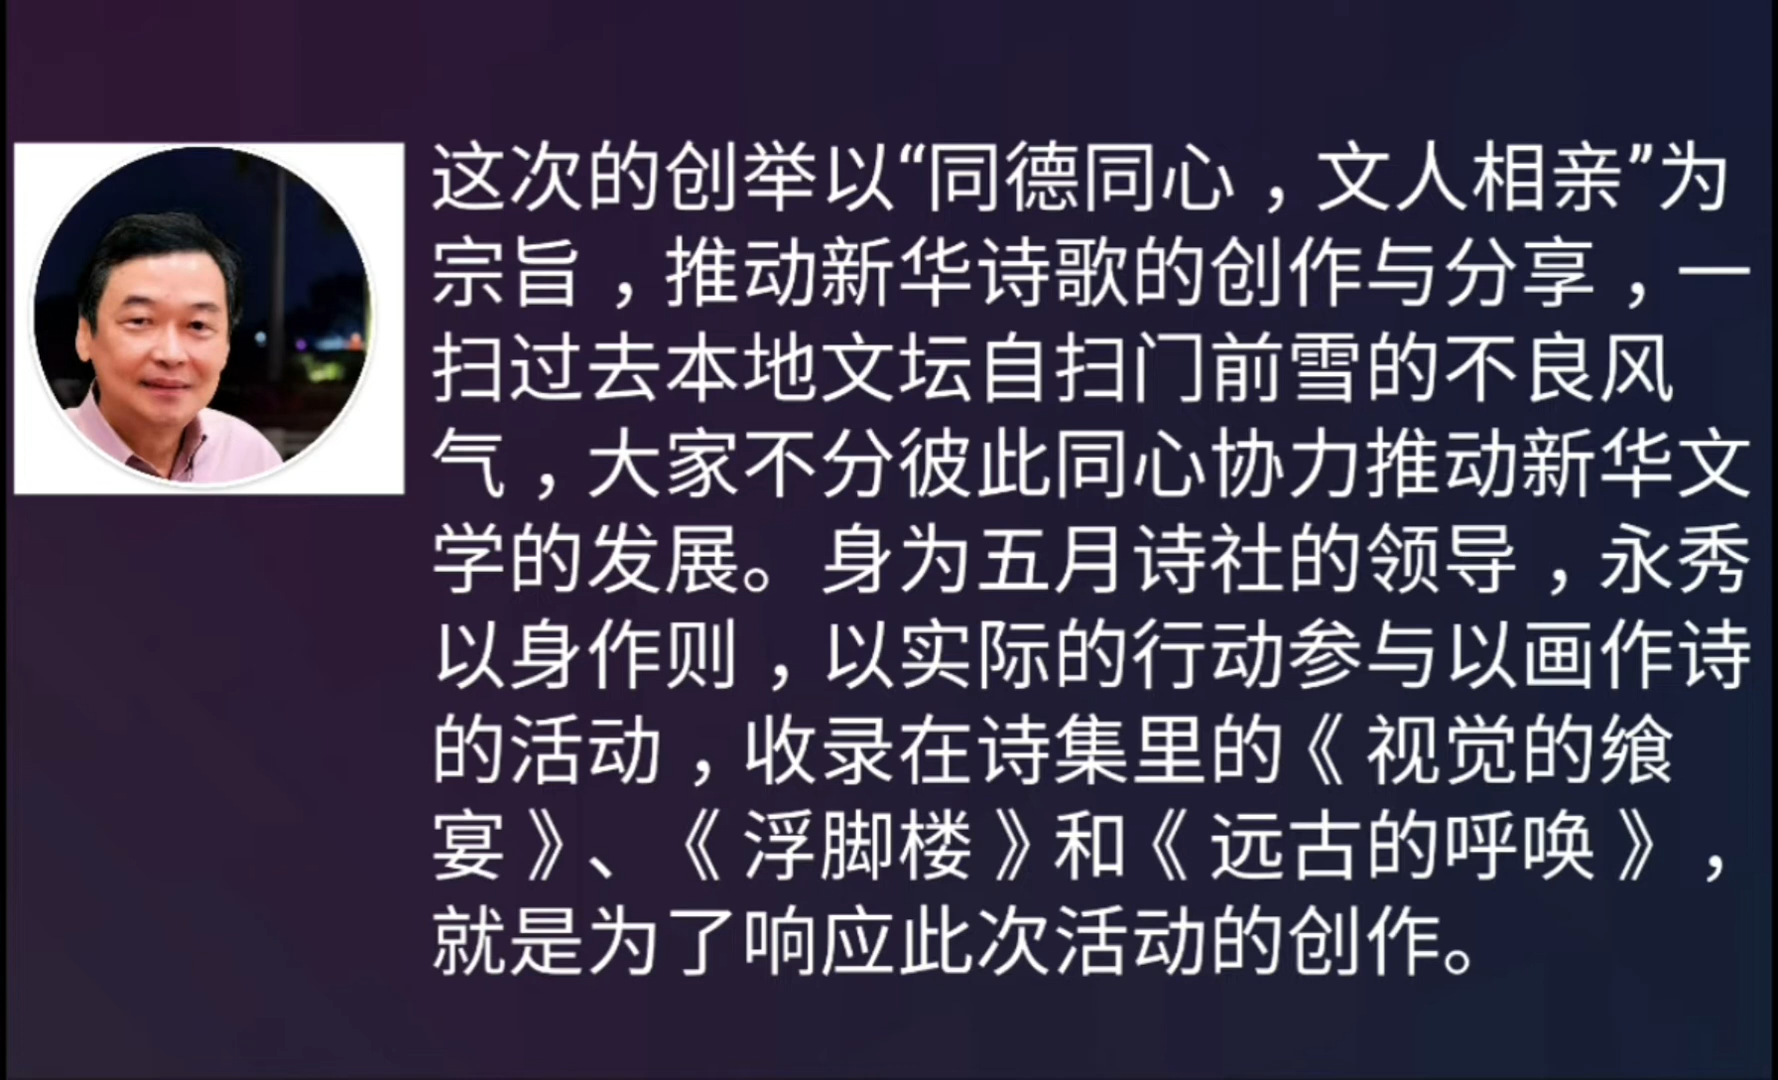 这次的创举以“同德同心，文人相亲”为
宗旨，推动新华诗歌的创作与分享，一
扫过去本地文坛自扫门前雪的不良风
气，大家不分彼此同心协力推动新华文
学的发展。身为五月诗社的领导，永秀
以身作则，以实际的行动参与以画作诗
的活动，收录在诗集里的《视觉的飨
宴》、《浮脚楼》和《远古的呼唤》，
就是为了响应此次活动的创作。